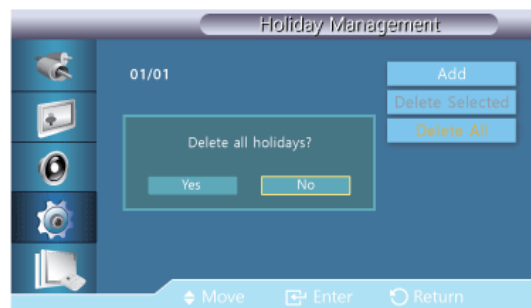 Holiday Management
01/01
Add
Delete Selected
Delete All
Delete all holidays?
Yes No
Move Enter Return